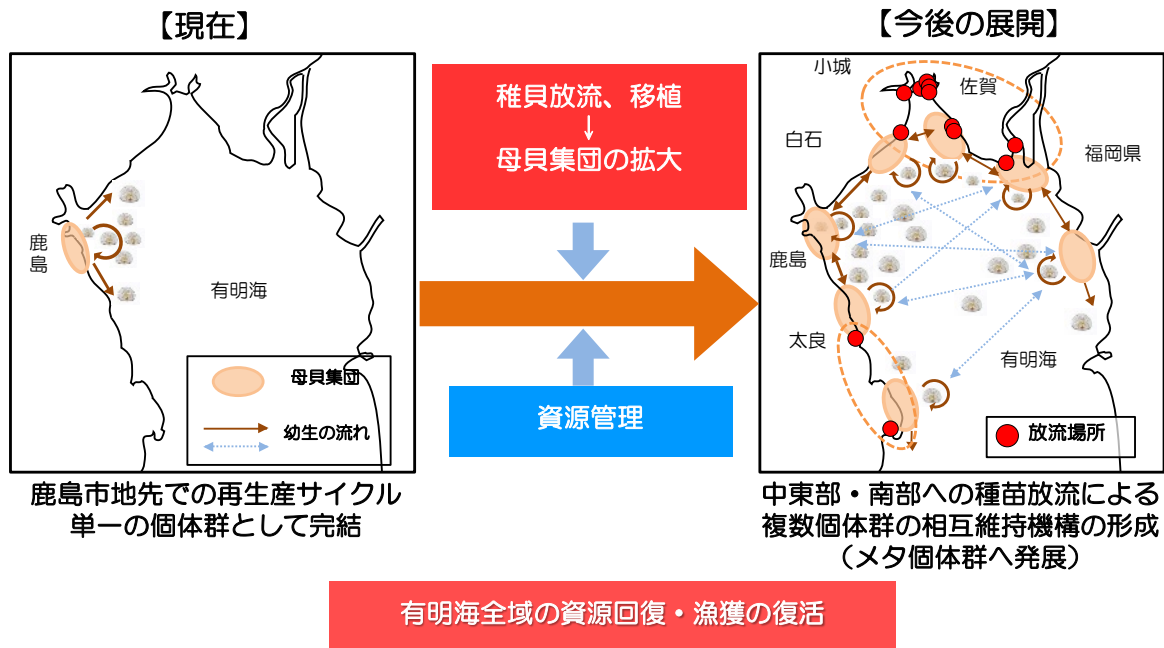 【現在】
鹿島
有明海
母貝集団
幼生の流れ
鹿島市地先での再生産サイクル
単一の個体群として完結
稚貝放流、移植
↓
母貝集団の拡大
資源管理
【今後の展開】
小城
佐賀
白石
福岡県
鹿島
太良
有明海
放流場所
中東部・南部への種苗放流による
複数個体群の相互維持機構の形成
（メタ個体群へ発展）
有明海全域の資源回復・漁獲の復活